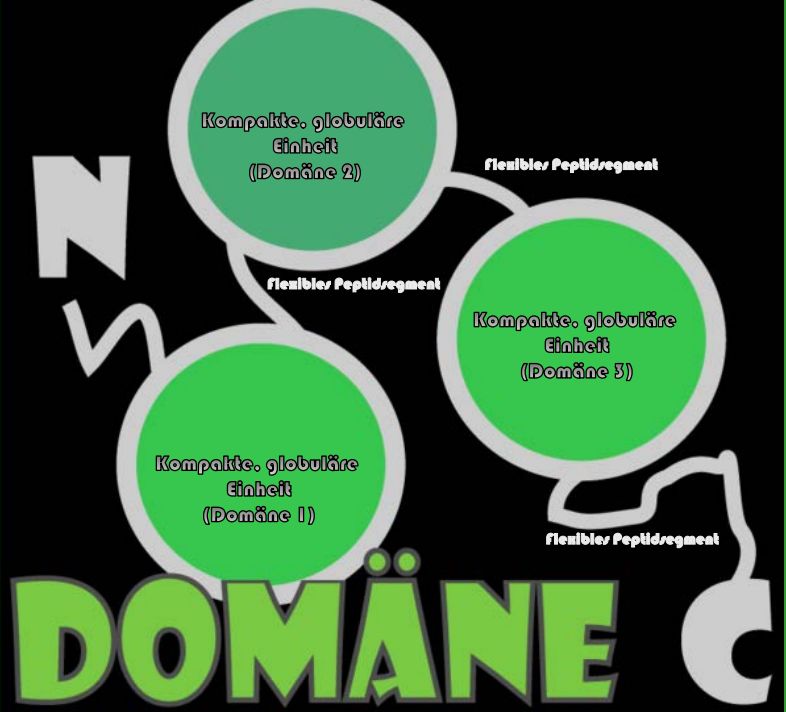 Kompakte, globuläre
Einheit
(Domäne 2)
N
Flexibles Peptidsegment
Flexibles Peptidsegment
Kompakte, globuläre
Einheit
(Domäne 3)
Kompakte, globuläre
Einheit
(Domäne 1)
Flexibles Peptidsegment
DOMÄNE
C